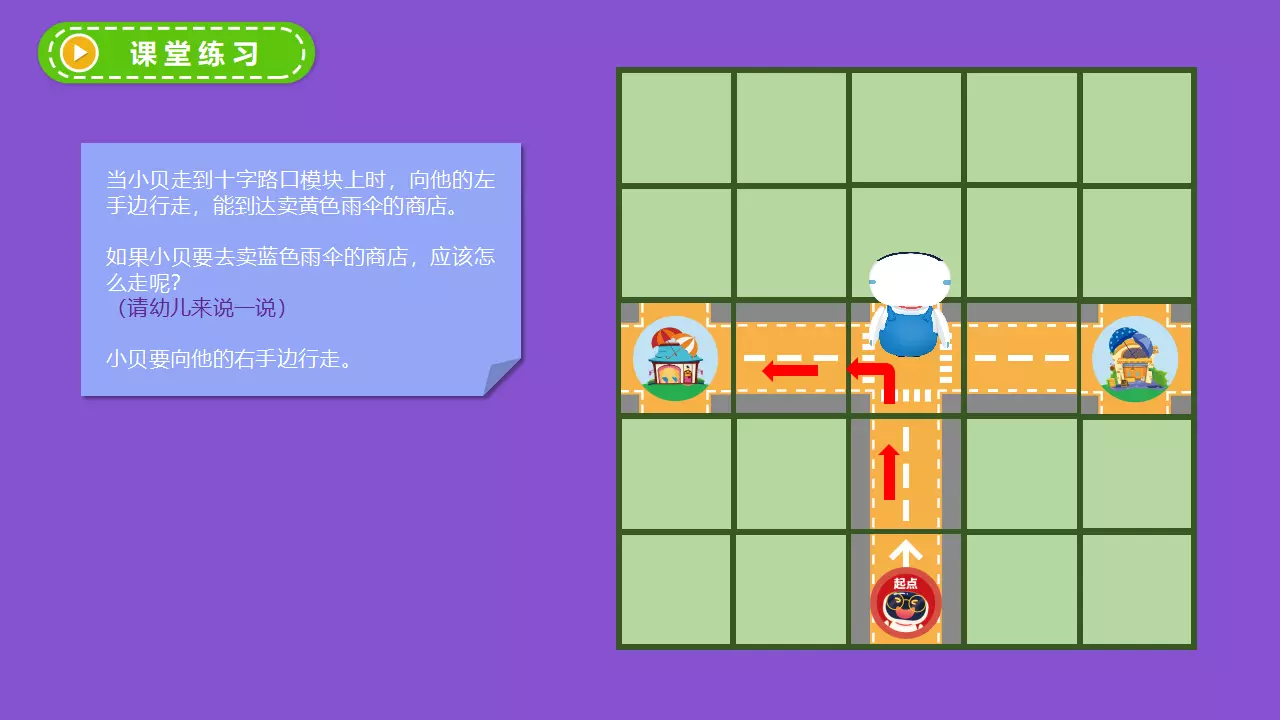 课堂练习
当小贝走到十字路口模块上时，向他的左
手边行走，能到达卖黄色雨伞的商店。
如果小贝要去卖蓝色雨伞的商店，应该怎
么走呢？
（请幼儿来说一说）
小贝要向他的右手边行走。
起点